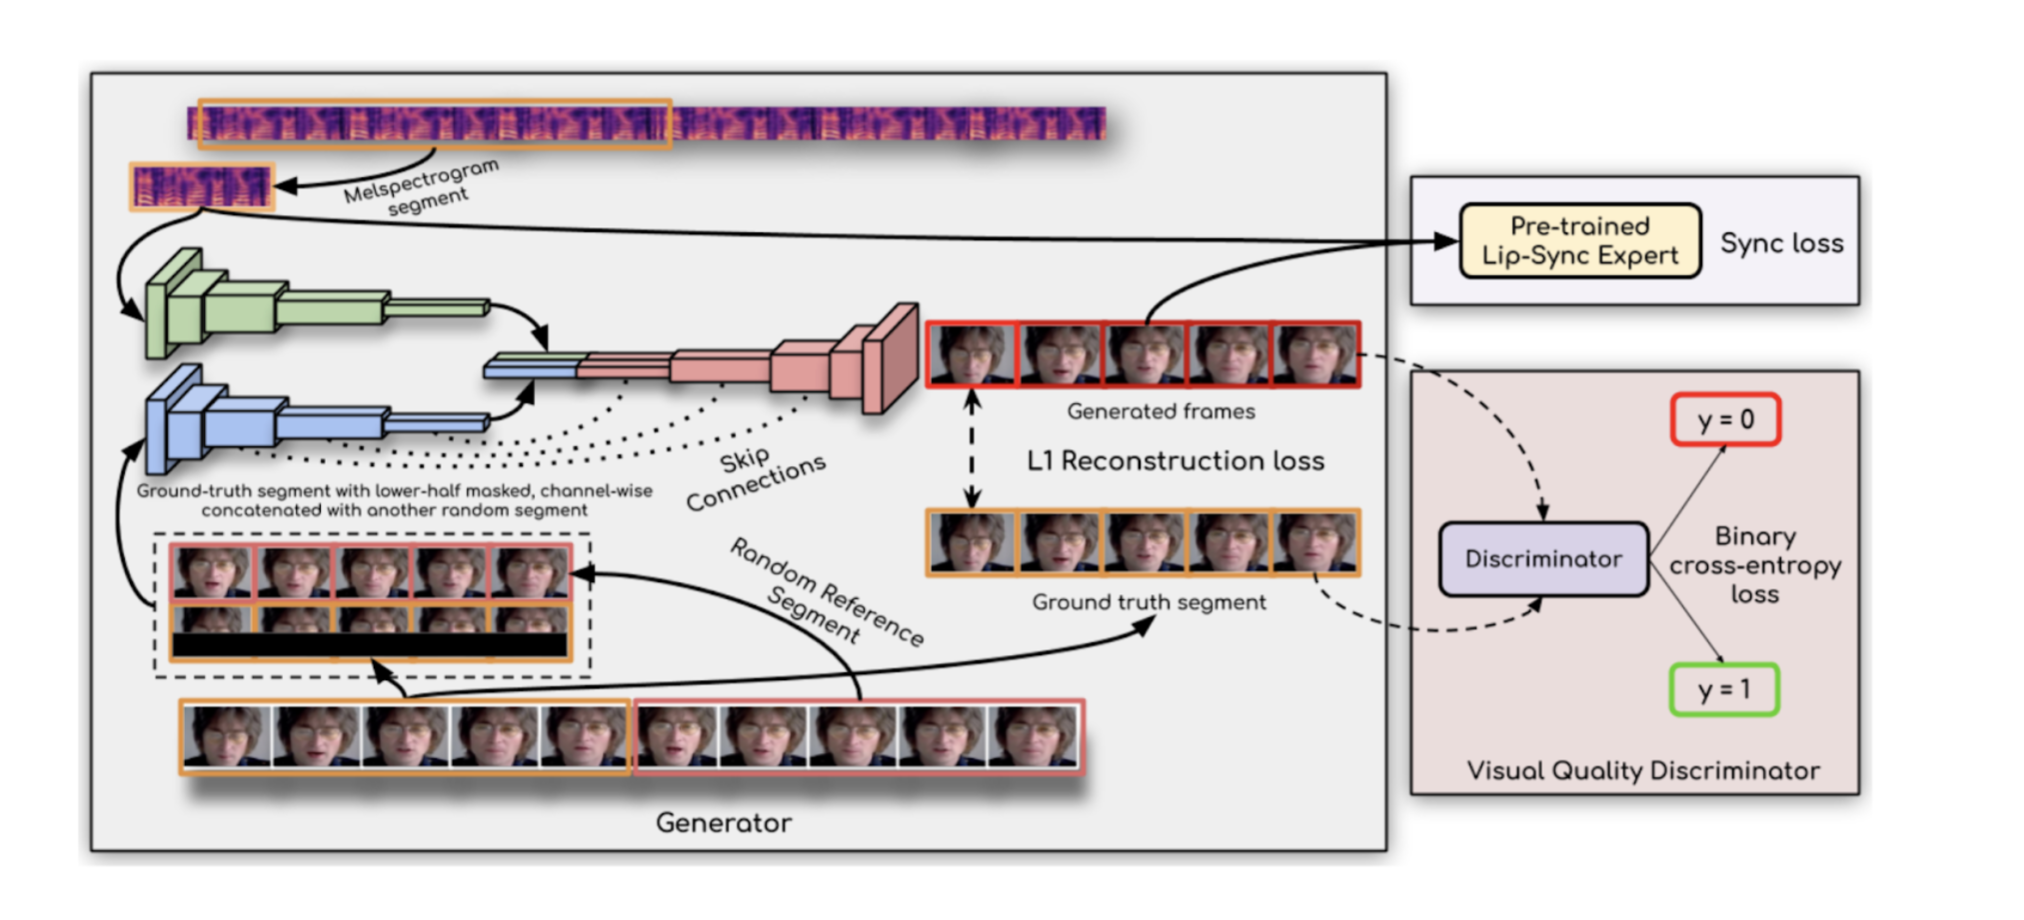 Melspectrogram
segment
Pre-trained
Lip-Sync Expert
Sync loss
Generated frames
L1 Reconstruction loss
Skip
Connections
Ground-truth segment with lower-half masked, channel-wise
concatenated with another random segment
Random Reference
Segment
Ground truth segment
y = 0
Discriminator
Binary
cross-entropy
loss
y = 1
Visual Quality Discriminator
Generator